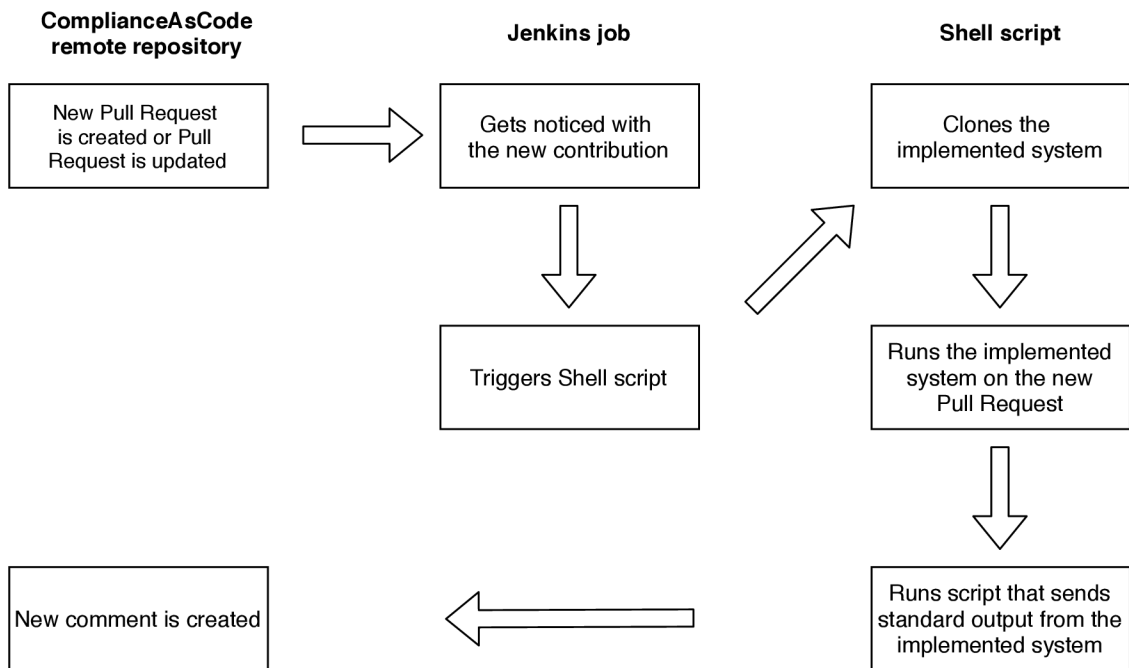 ComplianceAsCode
remote repository
Jenkins job
Shell script
New Pull Request
is created or Pull
Request is updated
Gets noticed with
the new contribution
Clones the
implemented system
Triggers Shell script
Runs the implemented
system on the new
Pull Request
New comment is created
Runs script that sends
standard output from the
implemented system